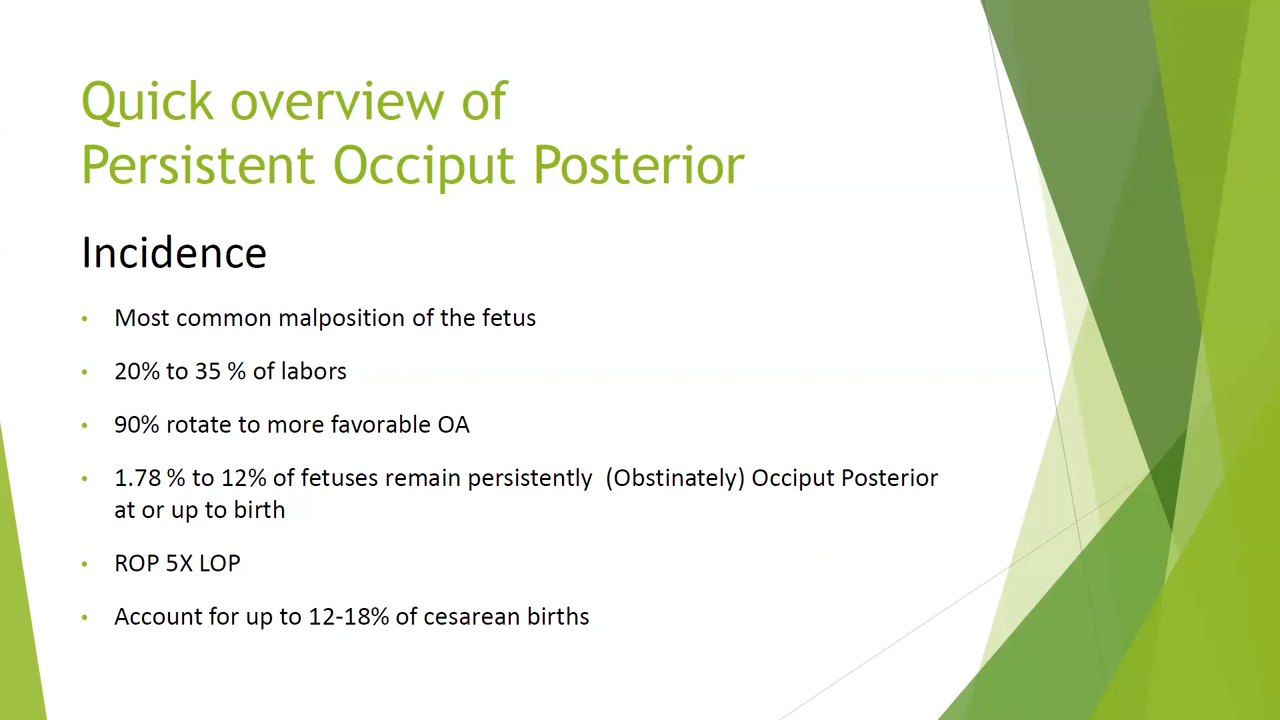 Quick overview of
Persistent Occiput Posterior
Incidence
• Most common malposition of the fetus
• 20% to 35 % of labors
• 90% rotate to more favorable OA
• 1.78 % to 12% of fetuses remain persistently (Obstinately) Occiput Posterior
at or up to birth
• ROP 5X LOP
• Account for up to 12-18% of cesarean births